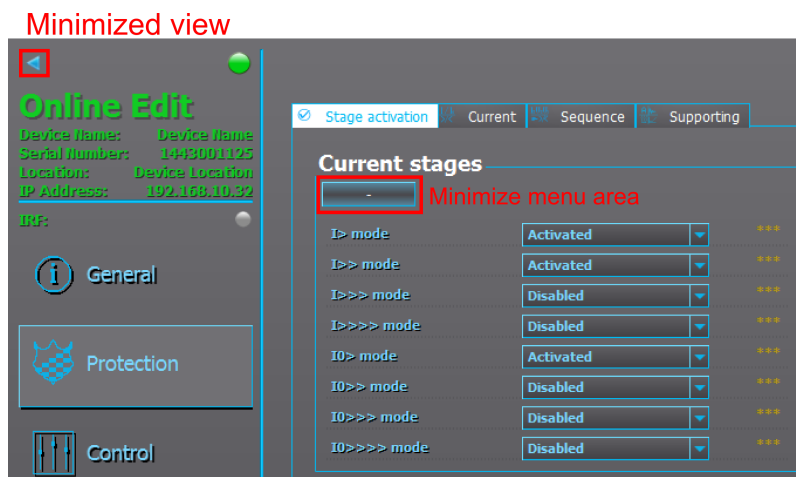 Minimized view
Online Edit
Device Name: Device Name
Serial Number: 1443001125
Location: Device Location
IP Address: 192.168.10.32
IRF:
General
Protection
Control
Stage activation Current Sequence Supporting
Current stages
- Minimize menu area
I> mode Activated ***
I>> mode Activated ***
I>>> mode Disabled ***
I>>>> mode Disabled ***
I0> mode Activated ***
I0>> mode Disabled ***
I0>>> mode Disabled ***
I0>>>> mode Disabled ***